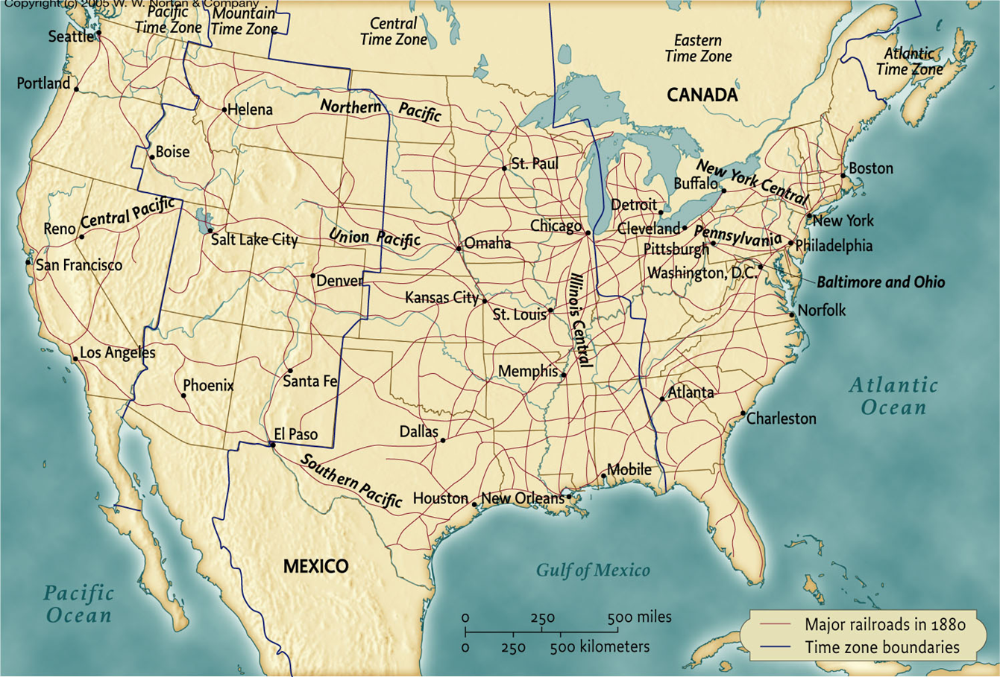 Copyright (c) 2005 W. W. Norton & Company
Pacific
Time Zone
Mountain
Time Zone
Central
Time Zone
Eastern
Time Zone
Atlantic
Time Zone
Seattle
Portland
CANADA
Helena
Northern Pacific
Boise
St. Paul
Boston
New York Central
Buffalo
Detroit
Central Pacific
Reno
Chicago
Cleveland
New York
Salt Lake City
Union Pacific
Omaha
Pennsylvania
Pittsburgh
Philadelphia
San Francisco
Denver
Washington, D.C.
Baltimore and Ohio
Kansas City
St. Louis
Illinois Central
Norfolk
Los Angeles
Santa Fe
Memphis
Phoenix
Atlanta
Atlantic
Ocean
Charleston
El Paso
Dallas
Southern Pacific
Mobile
Houston
New Orleans
MEXICO
Gulf of Mexico
Pacific
Ocean
0 250 500 miles
0 250 500 kilometers
Major railroads in 1880
Time zone boundaries